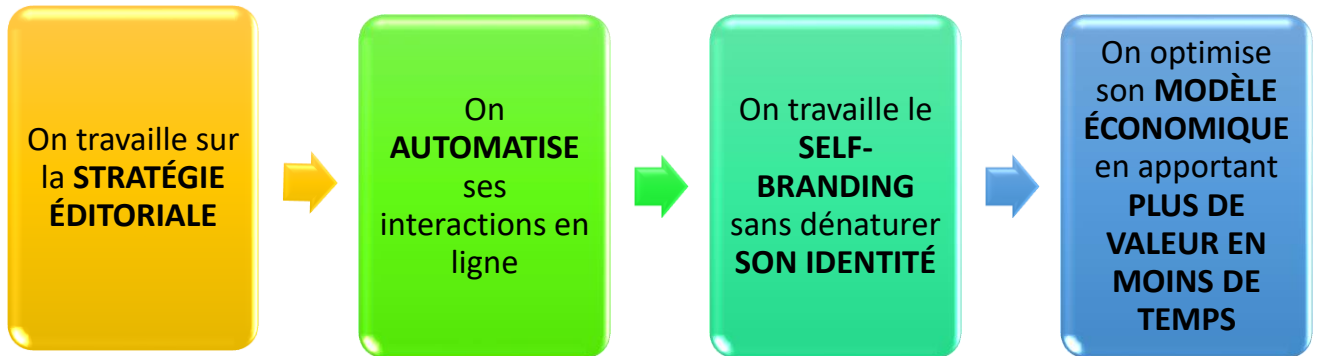 On travaille sur
la STRATÉGIE
ÉDITORIALE
On
AUTOMATISE
ses
interactions en
ligne
On travaille le
SELF-
BRANDING
sans dénaturer
SON IDENTITÉ
On optimise
son MODÈLE
ÉCONOMIQUE
en apportant
PLUS DE
VALEUR EN
MOINS DE
TEMPS